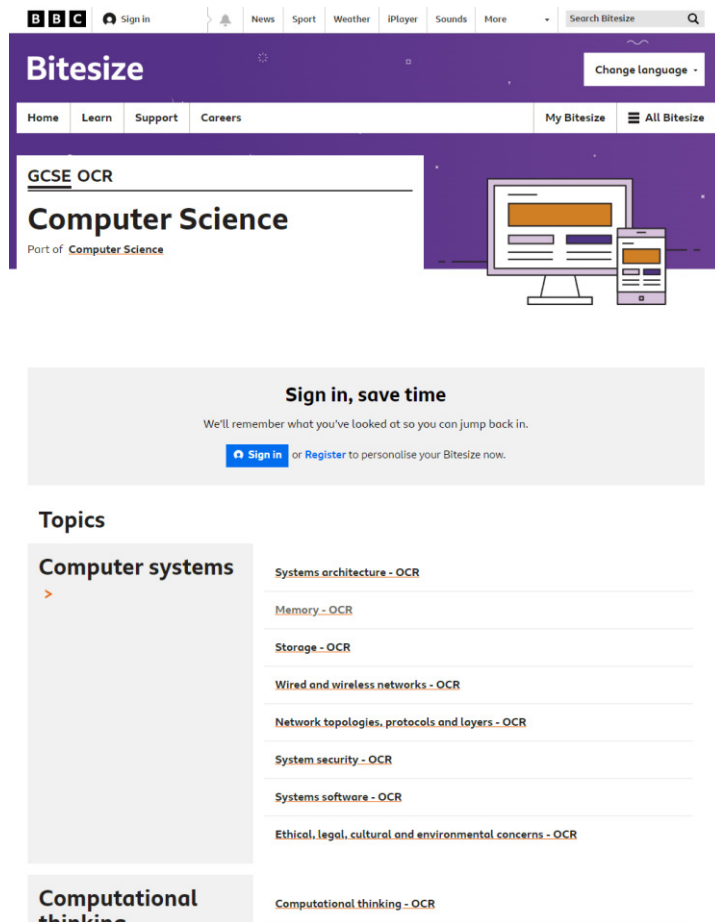 BBC Sign in News Sport Weather iPlayer Sounds More Search Bitesize
Bitesize
Change language
Home Learn Support Careers My Bitesize All Bitesize
GCSE OCR
Computer Science
Part of Computer Science
Sign in, save time
We'll remember what you've looked at so you can jump back in.
Sign in or Register to personalise your Bitesize now.
Topics
Computer systems
>
Systems architecture - OCR
Memory - OCR
Storage - OCR
Wired and wireless networks - OCR
Network topologies, protocols and layers - OCR
System security - OCR
Systems software - OCR
Ethical, legal, cultural and environmental concerns - OCR
Computational
thinking
Computational thinking - OCR